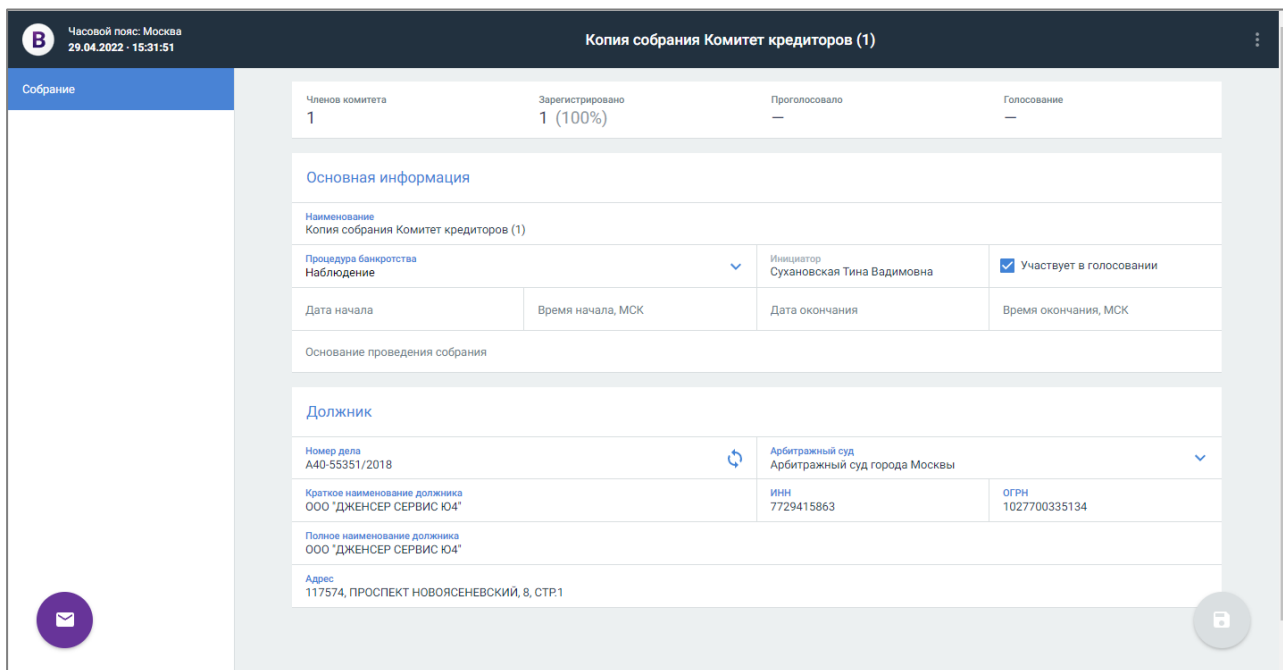 B
Часовой пояс: Москва
29.04.2022 · 15:31:51
Копия собрания Комитет кредиторов (1)
Собрание
Членов комитета
1
Зарегистрировано
1 (100%)
Проголосовало
—
Голосование
—
Основная информация
Наименование
Копия собрания Комитет кредиторов (1)
Процедура банкротства
Наблюдение
Инициатор
Сухановская Тина Вадимовна
Участвует в голосовании
Дата начала
Время начала, МСК
Дата окончания
Время окончания, МСК
Основание проведения собрания
Должник
Номер дела
А40-55351/2018
Арбитражный суд
Арбитражный суд города Москвы
Краткое наименование должника
ООО "ДЖЕНСЕР СЕРВИС Ю4"
ИНН
7729415863
ОГРН
1027700335134
Полное наименование должника
ООО "ДЖЕНСЕР СЕРВИС Ю4"
Адрес
117574, ПРОСПЕКТ НОВОЯСЕНЕВСКИЙ, 8, СТР.1